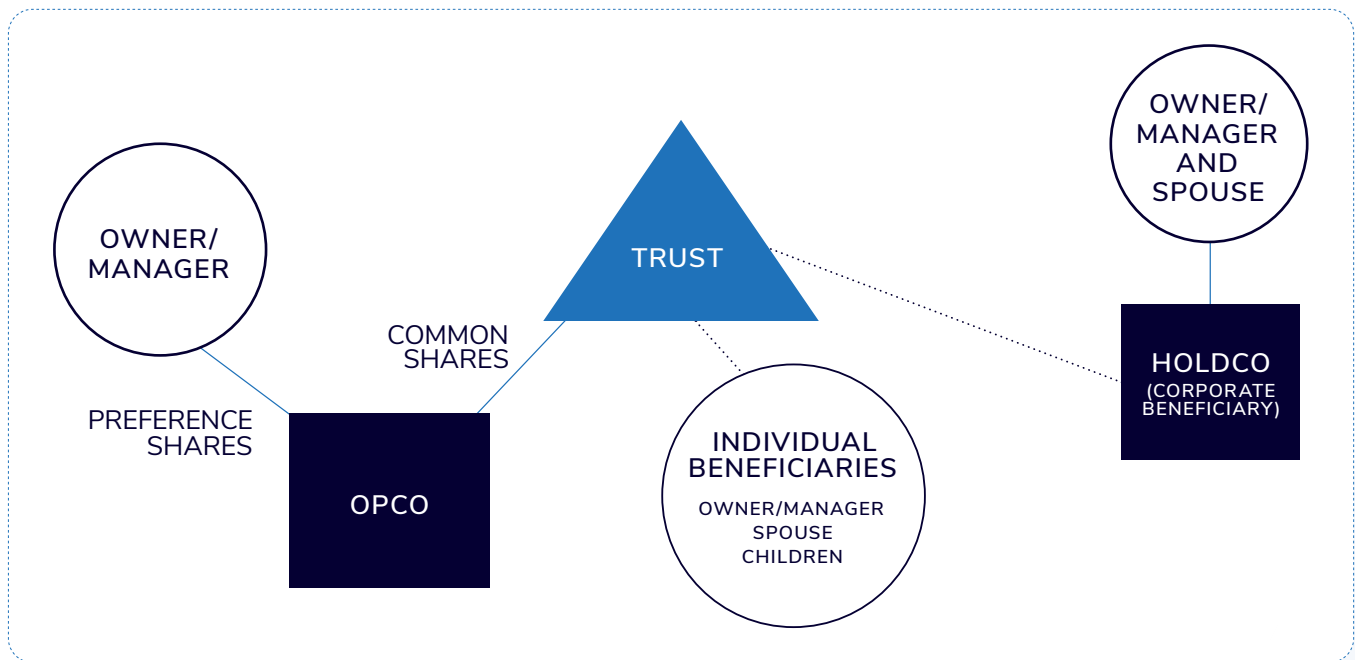 OWNER/
MANAGER
PREFERENCE
SHARES
OPCO
COMMON
SHARES
TRUST
INDIVIDUAL
BENEFICIARIES
OWNER/MANAGER
SPOUSE
CHILDREN
OWNER/
MANAGER
AND
SPOUSE
HOLDCO
(CORPORATE
BENEFICIARY)